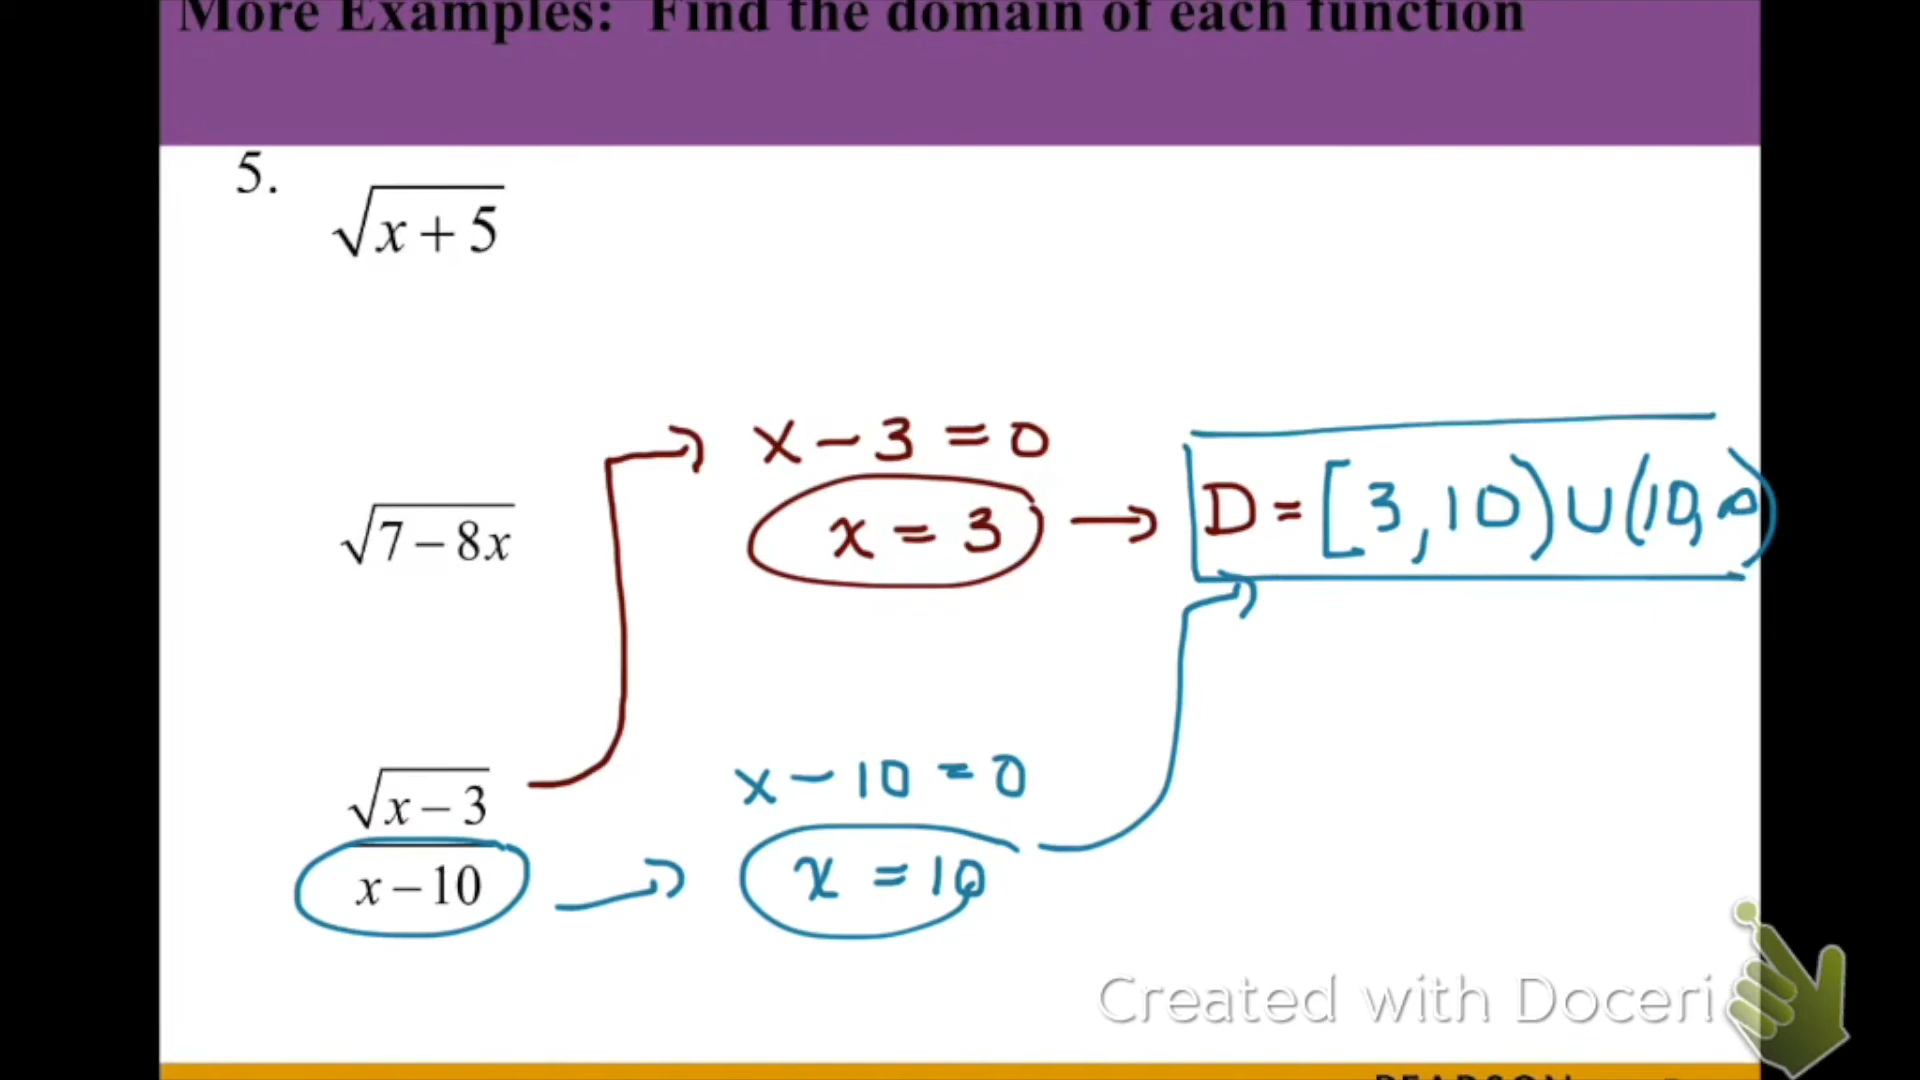 More Examples: Find the domain of each function
5.
√x + 5
x - 3 = 0
√7 - 8x
x = 3
D = [3, 10) ∪ (10, ∞)
√x - 3
x - 10 = 0
x - 10
x = 10
Created with Doceri
PEARSON